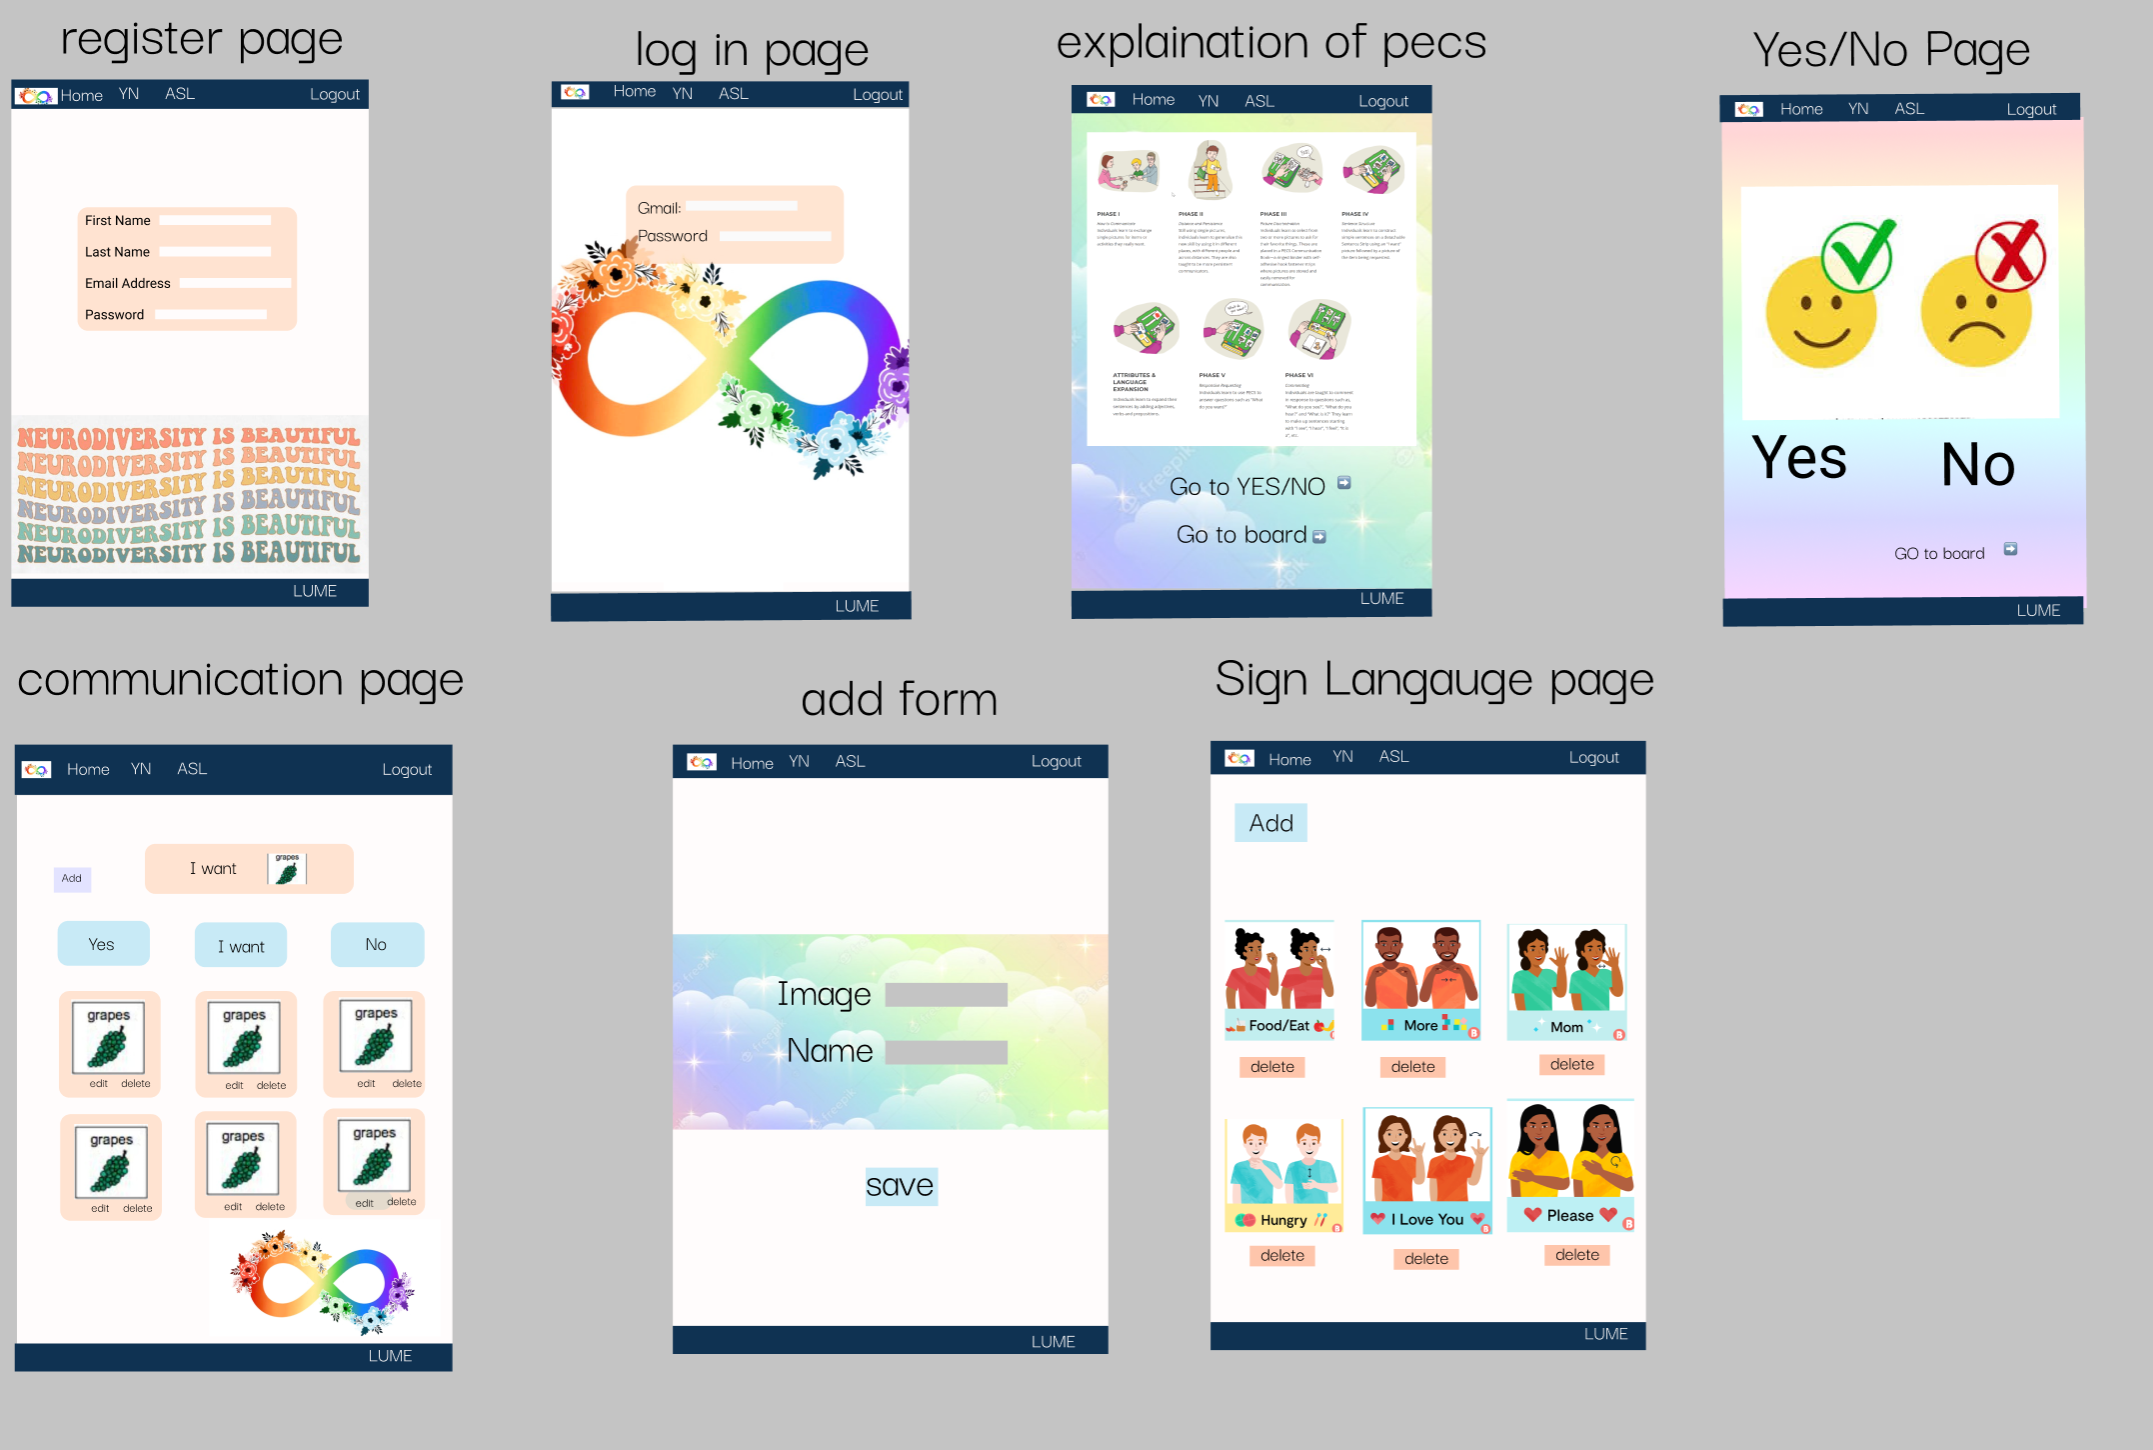 register page
Home YN ASL Logout
First Name
Last Name
Email Address
Password
NEURODIVERSITY IS BEAUTIFUL
NEURODIVERSITY IS BEAUTIFUL
NEURODIVERSITY IS BEAUTIFUL
NEURODIVERSITY IS BEAUTIFUL
NEURODIVERSITY IS BEAUTIFUL
NEURODIVERSITY IS BEAUTIFUL
LUME
log in page
Home YN ASL Logout
Gmail:
Password
LUME
explaination of pecs
Home YN ASL Logout
PHASE I
PHASE II
PHASE III
PHASE IV
ATTRIBUTES &
LANGUAGE
EXPANSION
PHASE V
PHASE VI
freepik
Go to YES/NO
Go to board
LUME
Yes/No Page
Home YN ASL Logout
Yes No
GO to board
LUME
communication page
Home YN ASL Logout
Add
I want grapes
Yes I want No
grapes grapes grapes
edit delete edit delete edit delete
grapes grapes grapes
edit delete edit delete edit delete
LUME
add form
Home YN ASL Logout
Image
Name
save
LUME
Sign Langauge page
Home YN ASL Logout
Add
Food/Eat More Mom
delete delete delete
Hungry I Love You Please
delete delete delete
LUME